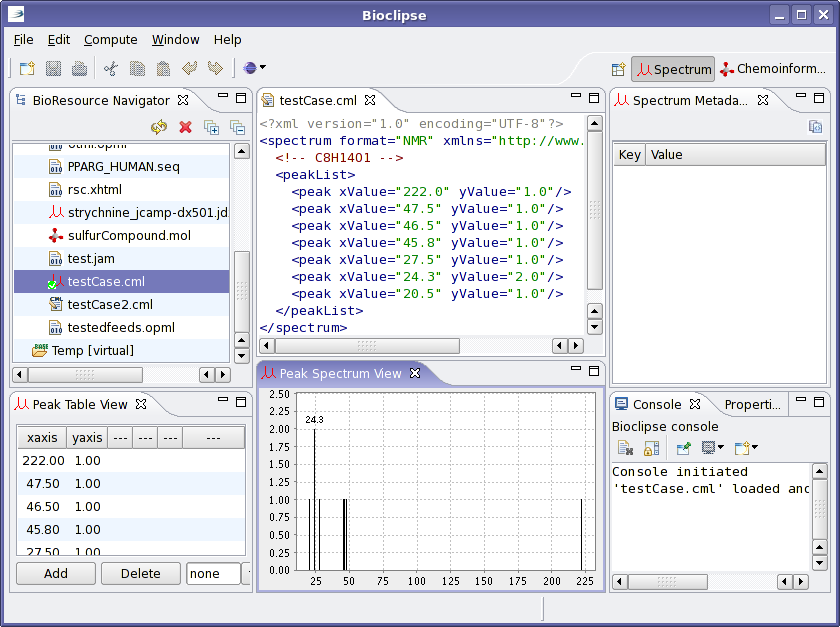 Bioclipse
File Edit Compute Window Help
Spectrum Chemoinform...
BioResource Navigator
PPARG_HUMAN.seq
rsc.xhtml
strychnine_jcamp-dx501.jd
sulfurCompound.mol
test.jam
testCase.cml
testCase2.cml
testedfeeds.opml
Temp [virtual]
testCase.cml
<?xml version="1.0" encoding="UTF-8"?>
<spectrum format="NMR" xmlns="http://www.
<!-- C8H14O1 -->
<peakList>
<peak xValue="222.0" yValue="1.0"/>
<peak xValue="47.5" yValue="1.0"/>
<peak xValue="46.5" yValue="1.0"/>
<peak xValue="45.8" yValue="1.0"/>
<peak xValue="27.5" yValue="1.0"/>
<peak xValue="24.3" yValue="2.0"/>
<peak xValue="20.5" yValue="1.0"/>
</peakList>
</spectrum>
Spectrum Metada...
Key Value
Peak Table View
xaxis yaxis --- --- --- ---
222.00 1.00
47.50 1.00
46.50 1.00
45.80 1.00
27.50 1.00
Add Delete none
Peak Spectrum View
2.50
2.25
2.00
1.75
1.50
1.25
1.00
0.75
0.50
0.25
0.00
24.3
25 50 75 100 125 150 175 200 225
Console Properti...
Bioclipse console
Console initiated
'testCase.cml' loaded and